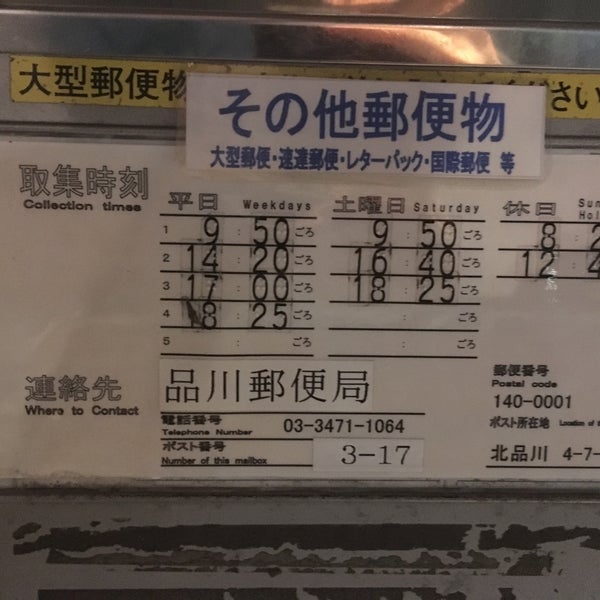 大型郵便物
さい
その他郵便物
大型郵便・速達郵便・レターパック・国際郵便 等
取集時刻
Collection times
平日 Weekdays 土曜日 Saturday 休日
1 9 : 50 ごろ 9 : 50 ごろ 8 :
2 14 : 20 ごろ 16 : 40 ごろ 12 :
3 17 : 00 ごろ 18 : 25 ごろ
4 18 : 25 ごろ : ごろ
5 : ごろ : ごろ
連絡先
Where to Contact
品川郵便局
電話番号
Telephone Number 03-3471-1064
ポスト番号
Number of this mailbox 3-17
郵便番号
Postal code
140-0001
ポスト所在地 Location of
北品川 4-7-